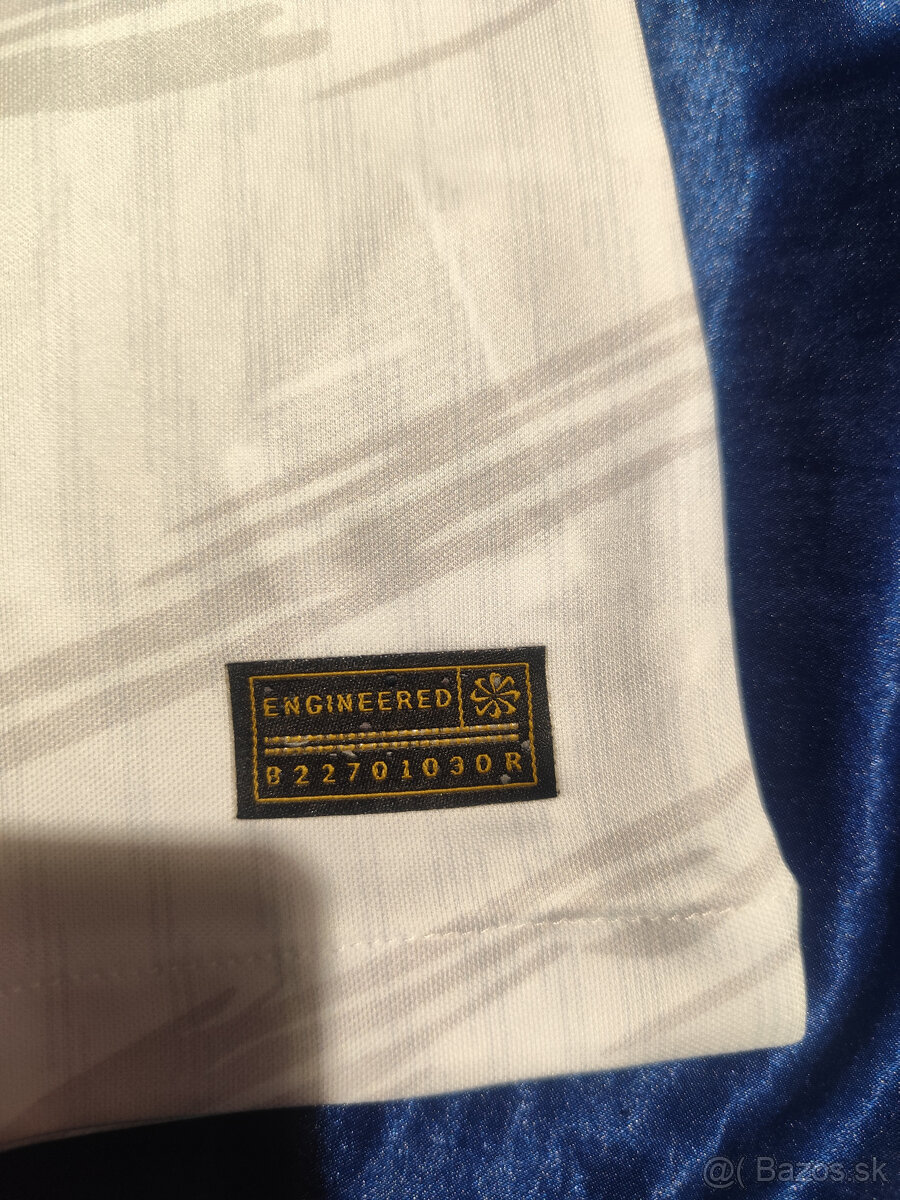 ENGINEERED
B22701030R
@( Bazos.sk